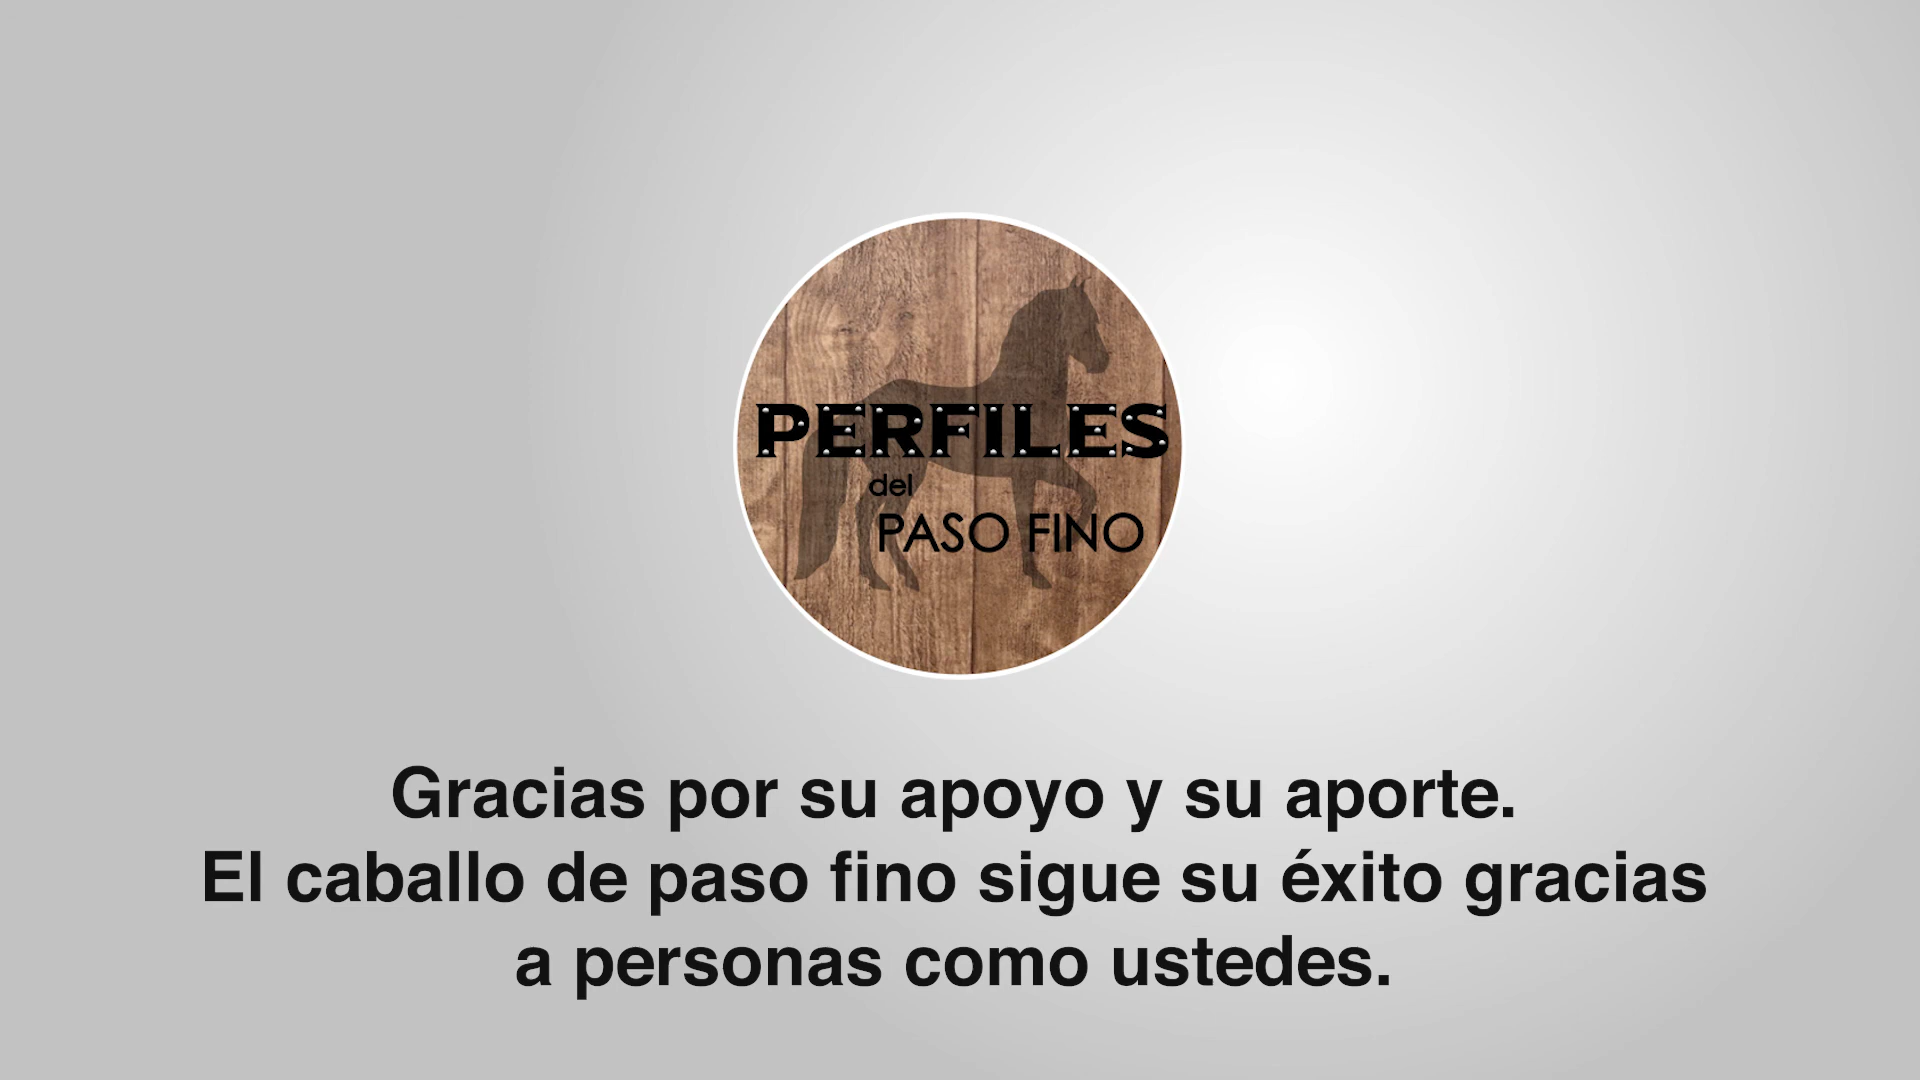 PERFILES
del
PASO FINO
Gracias por su apoyo y su aporte.
El caballo de paso fino sigue su éxito gracias
a personas como ustedes.